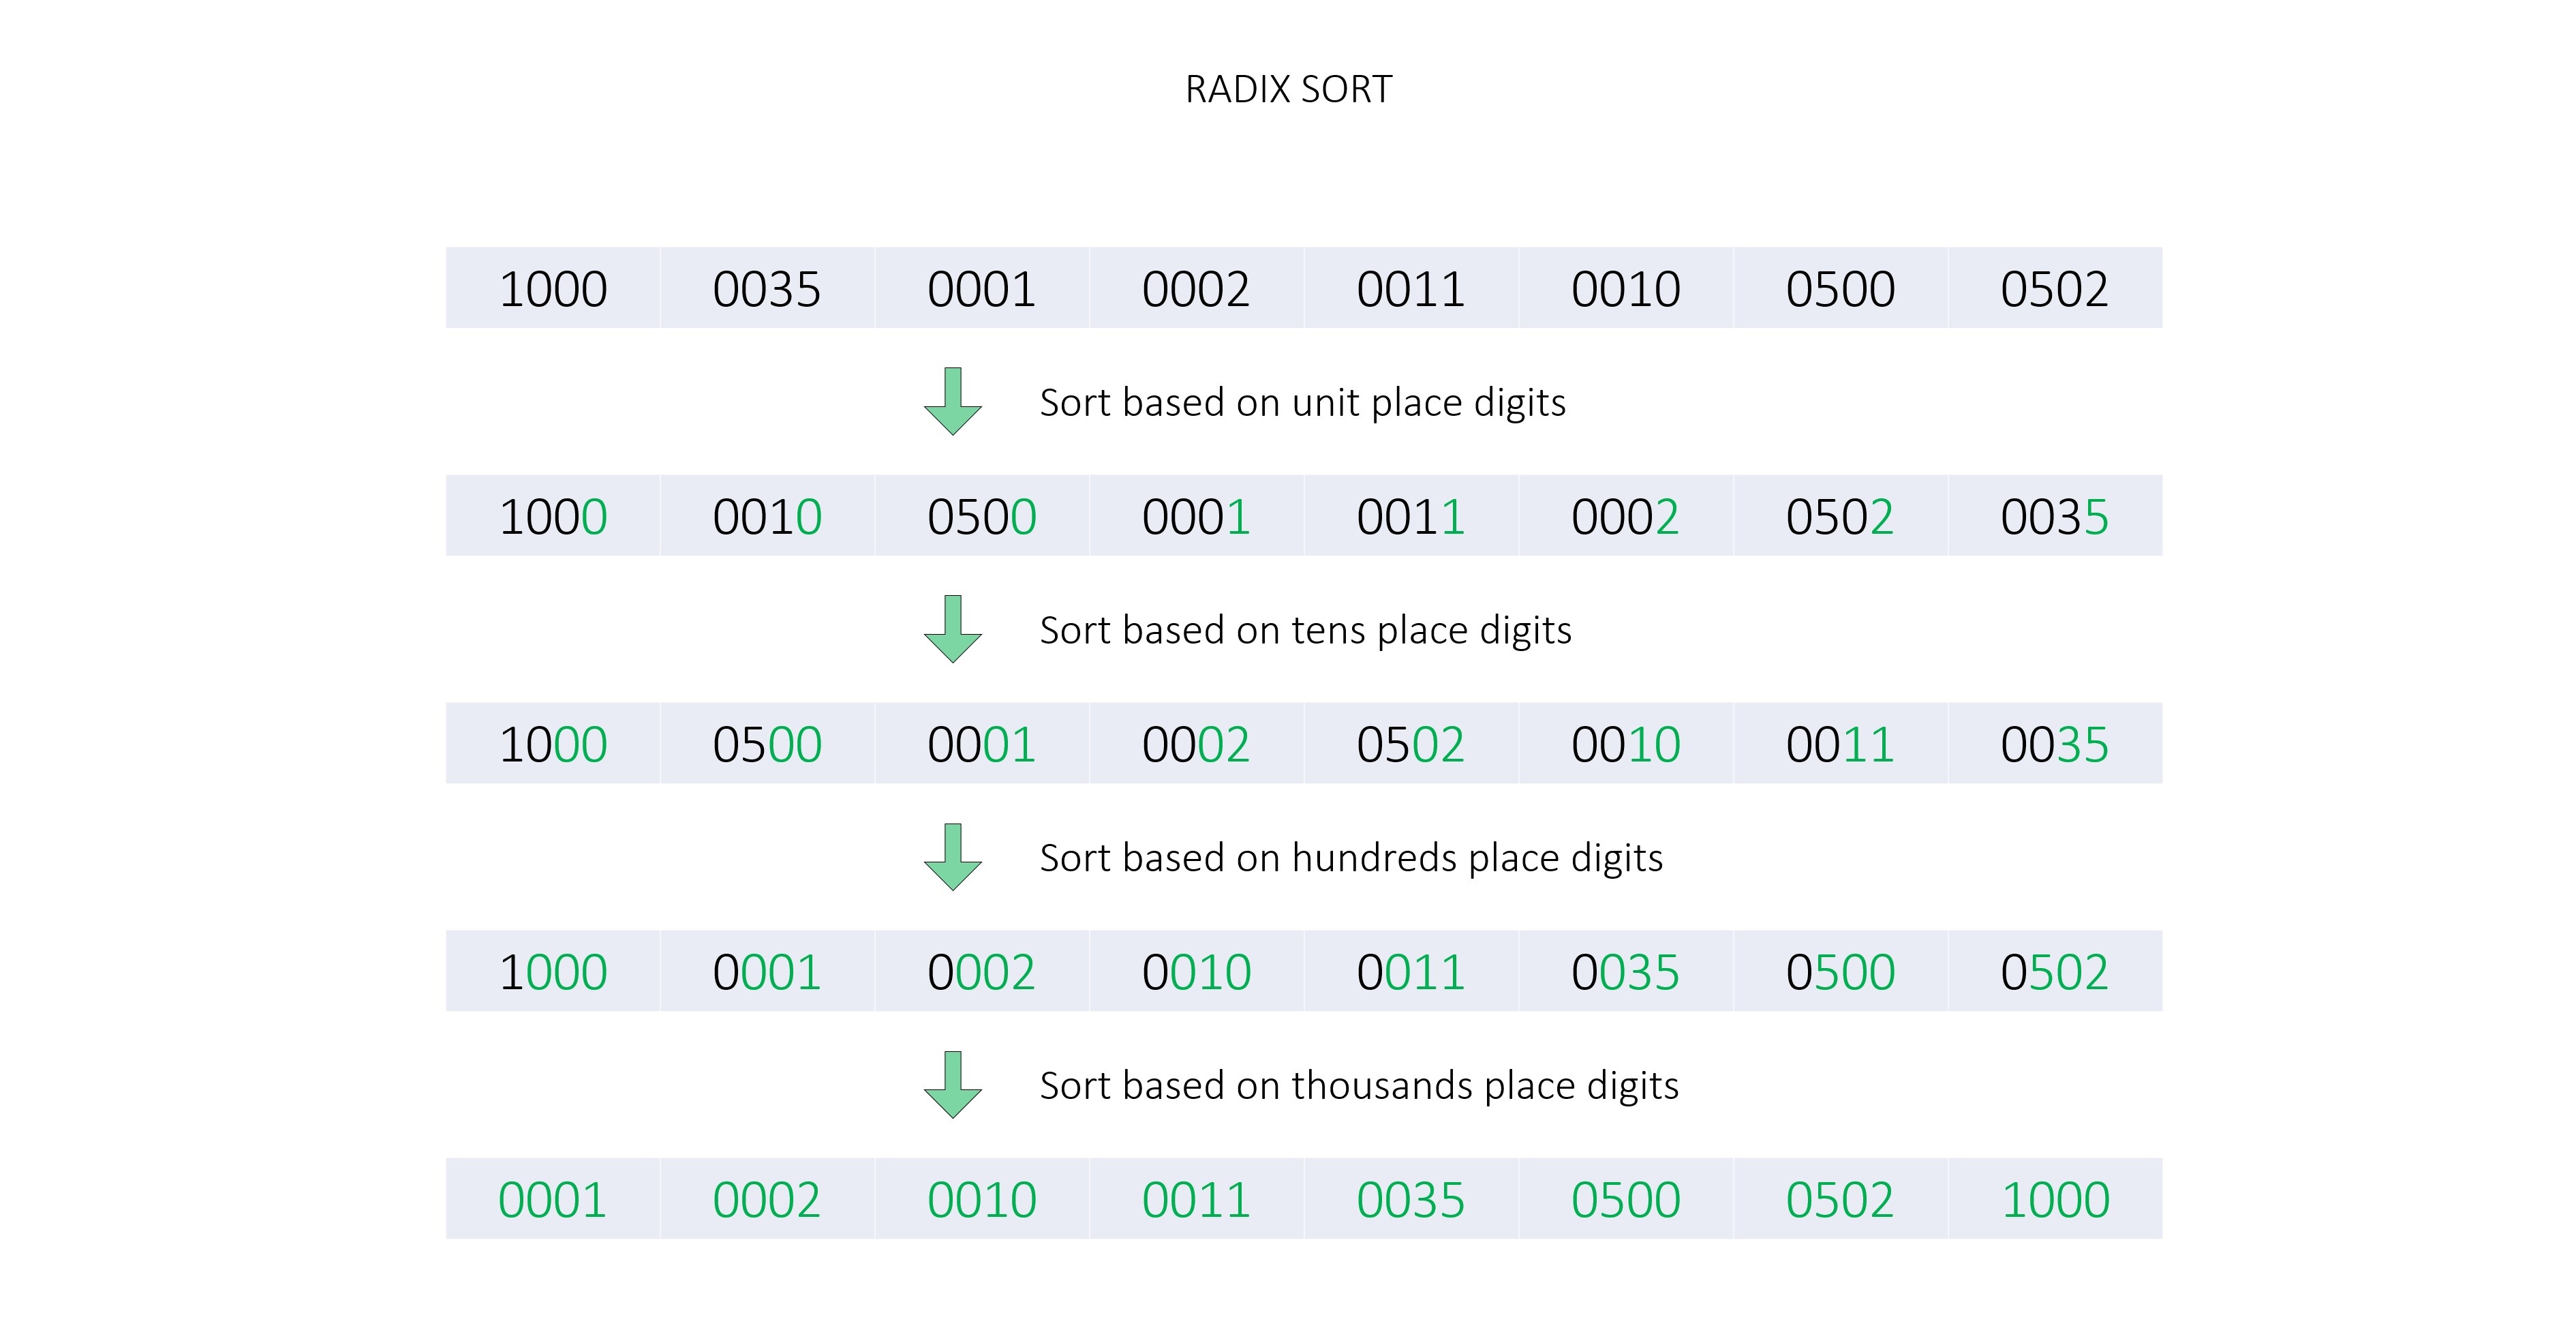 RADIX SORT
1000 0035 0001 0002 0011 0010 0500 0502
Sort based on unit place digits
1000 0010 0500 0001 0011 0002 0502 0035
Sort based on tens place digits
1000 0500 0001 0002 0502 0010 0011 0035
Sort based on hundreds place digits
1000 0001 0002 0010 0011 0035 0500 0502
Sort based on thousands place digits
0001 0002 0010 0011 0035 0500 0502 1000